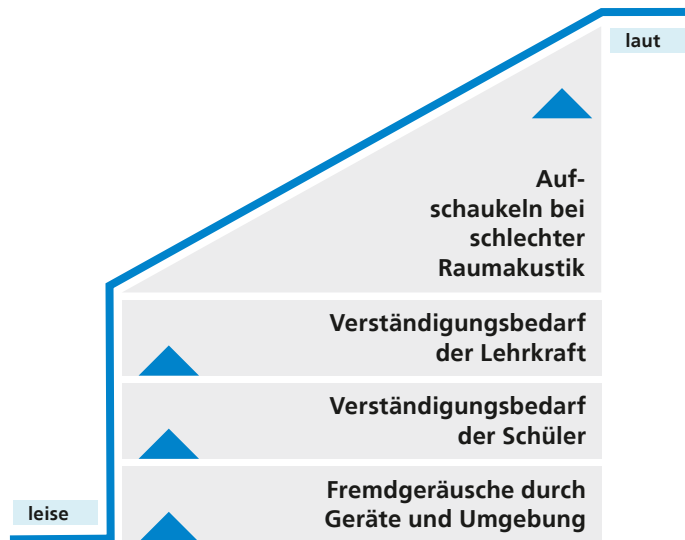 laut
Auf-
schaukeln bei
schlechter
Raumakustik
Verständigungsbedarf
der Lehrkraft
Verständigungsbedarf
der Schüler
Fremdgeräusche durch
Geräte und Umgebung
leise